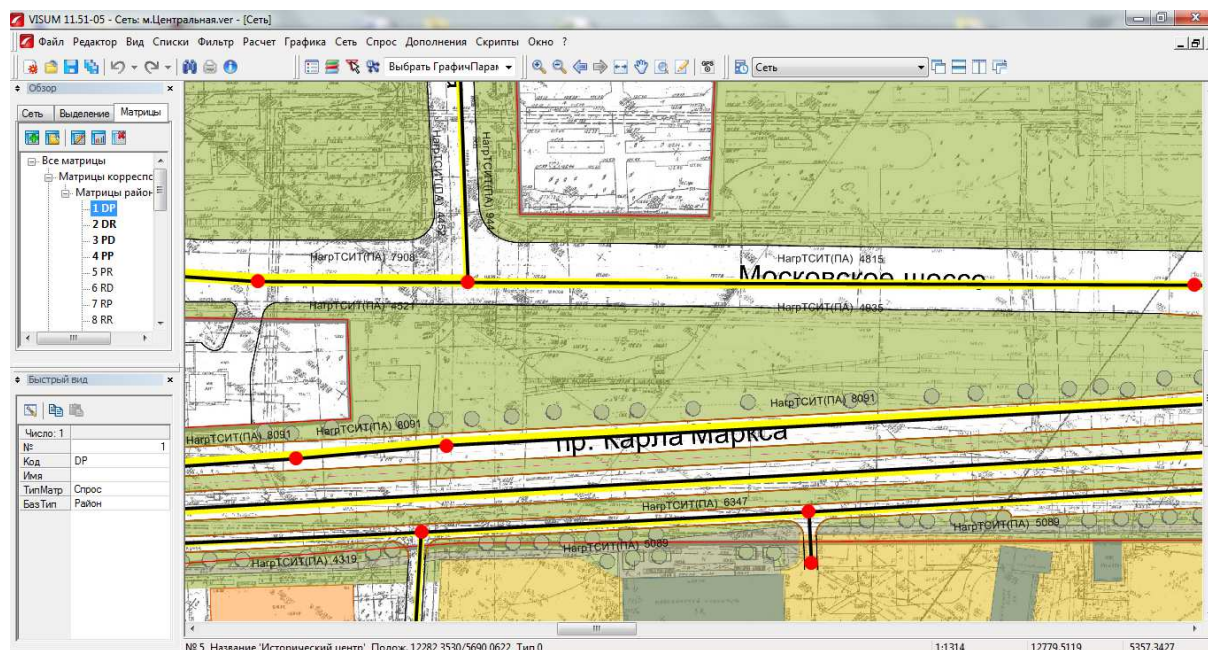 VISUM 11.51-05 - Сеть: м.Центральная.ver - [Сеть]
Файл Редактор Вид Списки Фильтр Расчет Графика Сеть Спрос Дополнения Скрипты Окно ?
Выбрать ГрафичПарам
GPS
Сеть
Обзор
Сеть Выделение Матрицы
Все матрицы
Матрицы корреспс
Матрицы район
1 DP
2 DR
3 PD
4 PP
5 PR
6 RD
7 RP
8 RR
Быстрый вид
Число: 1
№ 1
Код DP
Имя
ТипМатр Спрос
БазТип Район
НагрТСИТ(ПА) 4452
НагрТСИТ(ПА) 7908
НагрТСИТ(ПА) 4815
Московское шоссе
НагрТСИТ(ПА) 4527
НагрТСИТ(ПА) 4935
НагрТСИТ(ПА) 8091
НагрТСИТ(ПА) 8091
НагрТСИТ(ПА) 8091
пр. Карла Маркса
НагрТСИТ(ПА) 6347
НагрТСИТ(ПА) 5089
НагрТСИТ(ПА) 5089
НагрТСИТ(ПА) 4319
№ 5, Название 'Исторический центр', Полож. 12282.3530/5690.0622, Тип 0
1:1314 12779.5119 5357.3427